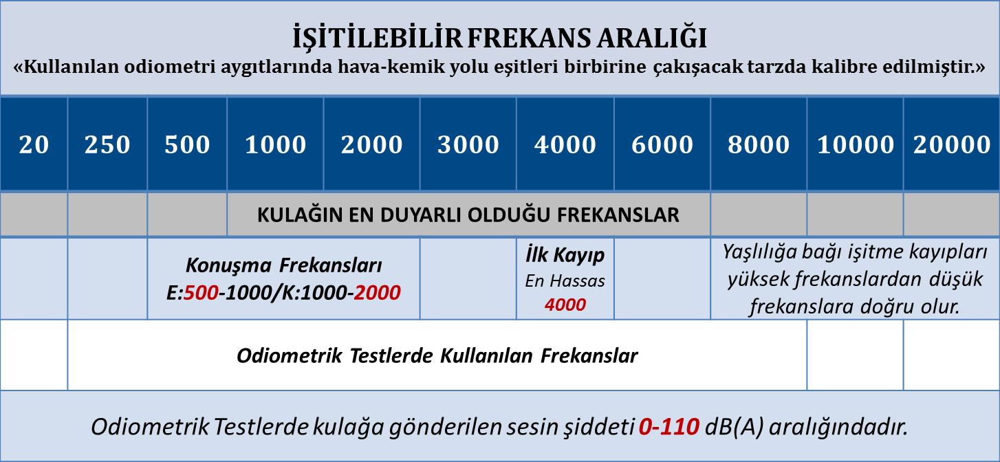 İŞİTİLEBİLİR FREKANS ARALIĞI
«Kullanılan odiometri aygıtlarında hava-kemik yolu eşitleri birbirine çakışacak tarzda kalibre edilmiştir.»
20 250 500 1000 2000 3000 4000 6000 8000 10000 20000
KULAĞIN EN DUYARLI OLDUĞU FREKANSLAR
Konuşma Frekansları
E:500-1000/K:1000-2000
İlk Kayıp
En Hassas
4000
Yaşlılığa bağı işitme kayıpları
yüksek frekanslardan düşük
frekanslara doğru olur.
Odiometrik Testlerde Kullanılan Frekanslar
Odiometrik Testlerde kulağa gönderilen sesin şiddeti 0-110 dB(A) aralığındadır.